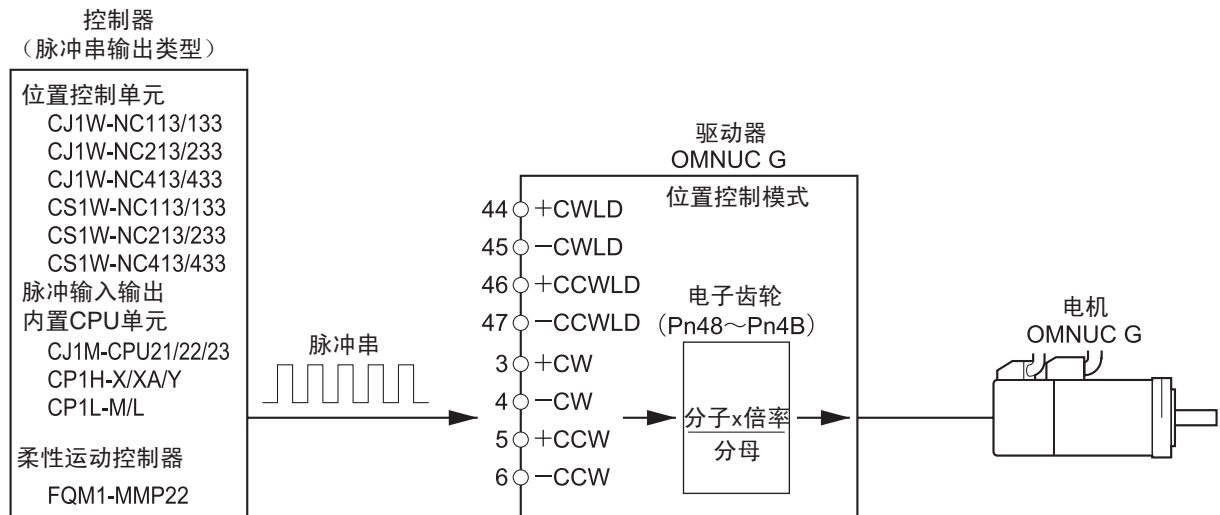 控制器
（脉冲串输出类型）
位置控制单元
CJ1W-NC113/133
CJ1W-NC213/233
CJ1W-NC413/433
CS1W-NC113/133
CS1W-NC213/233
CS1W-NC413/433
脉冲输入输出
内置CPU单元
CJ1M-CPU21/22/23
CP1H-X/XA/Y
CP1L-M/L
柔性运动控制器
FQM1-MMP22
脉冲串
驱动器
OMNUC G
位置控制模式
44 +CWLD
45 −CWLD
46 +CCWLD
47 −CCWLD
3 +CW
4 −CW
5 +CCW
6 −CCW
电子齿轮
（Pn48～Pn4B）
分子x倍率
分母
电机
OMNUC G